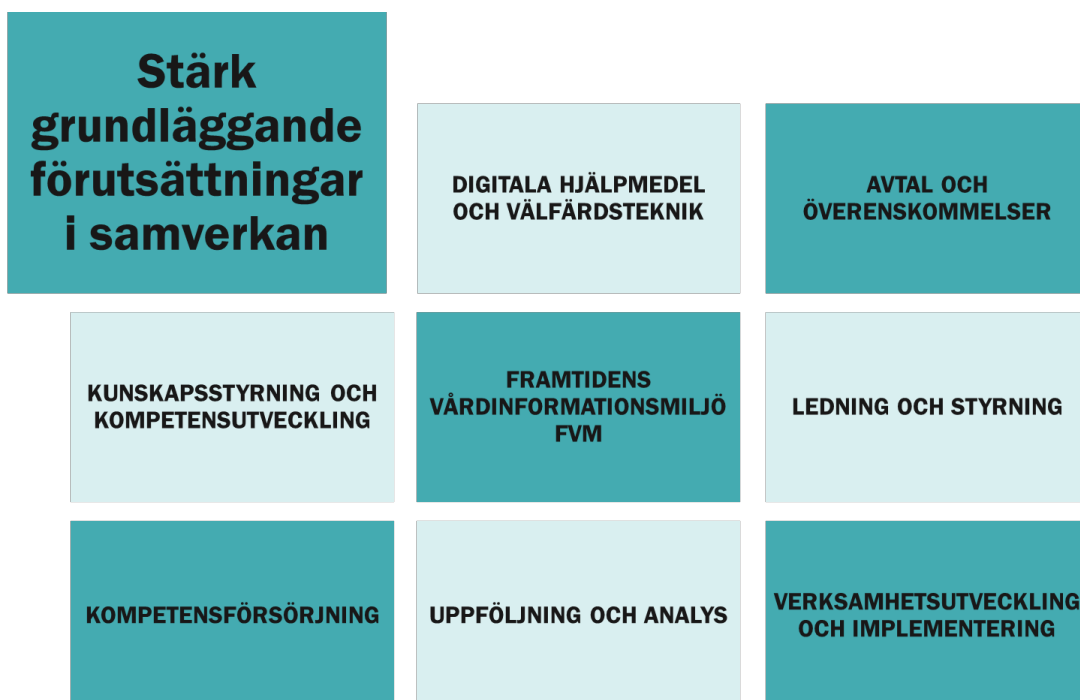 Stärk
grundläggande
förutsättningar
i samverkan
DIGITALA HJÄLPMEDEL
OCH VÄLFÄRDSTEKNIK
AVTAL OCH
ÖVERENSKOMMELSER
KUNSKAPSSTYRNING OCH
KOMPETENSUTVECKLING
FRAMTIDENS
VÅRDINFORMATIONSMILJÖ
FVM
LEDNING OCH STYRNING
KOMPETENSFÖRSÖRJNING
UPPFÖLJNING OCH ANALYS
VERKSAMHETSUTVECKLING
OCH IMPLEMENTERING